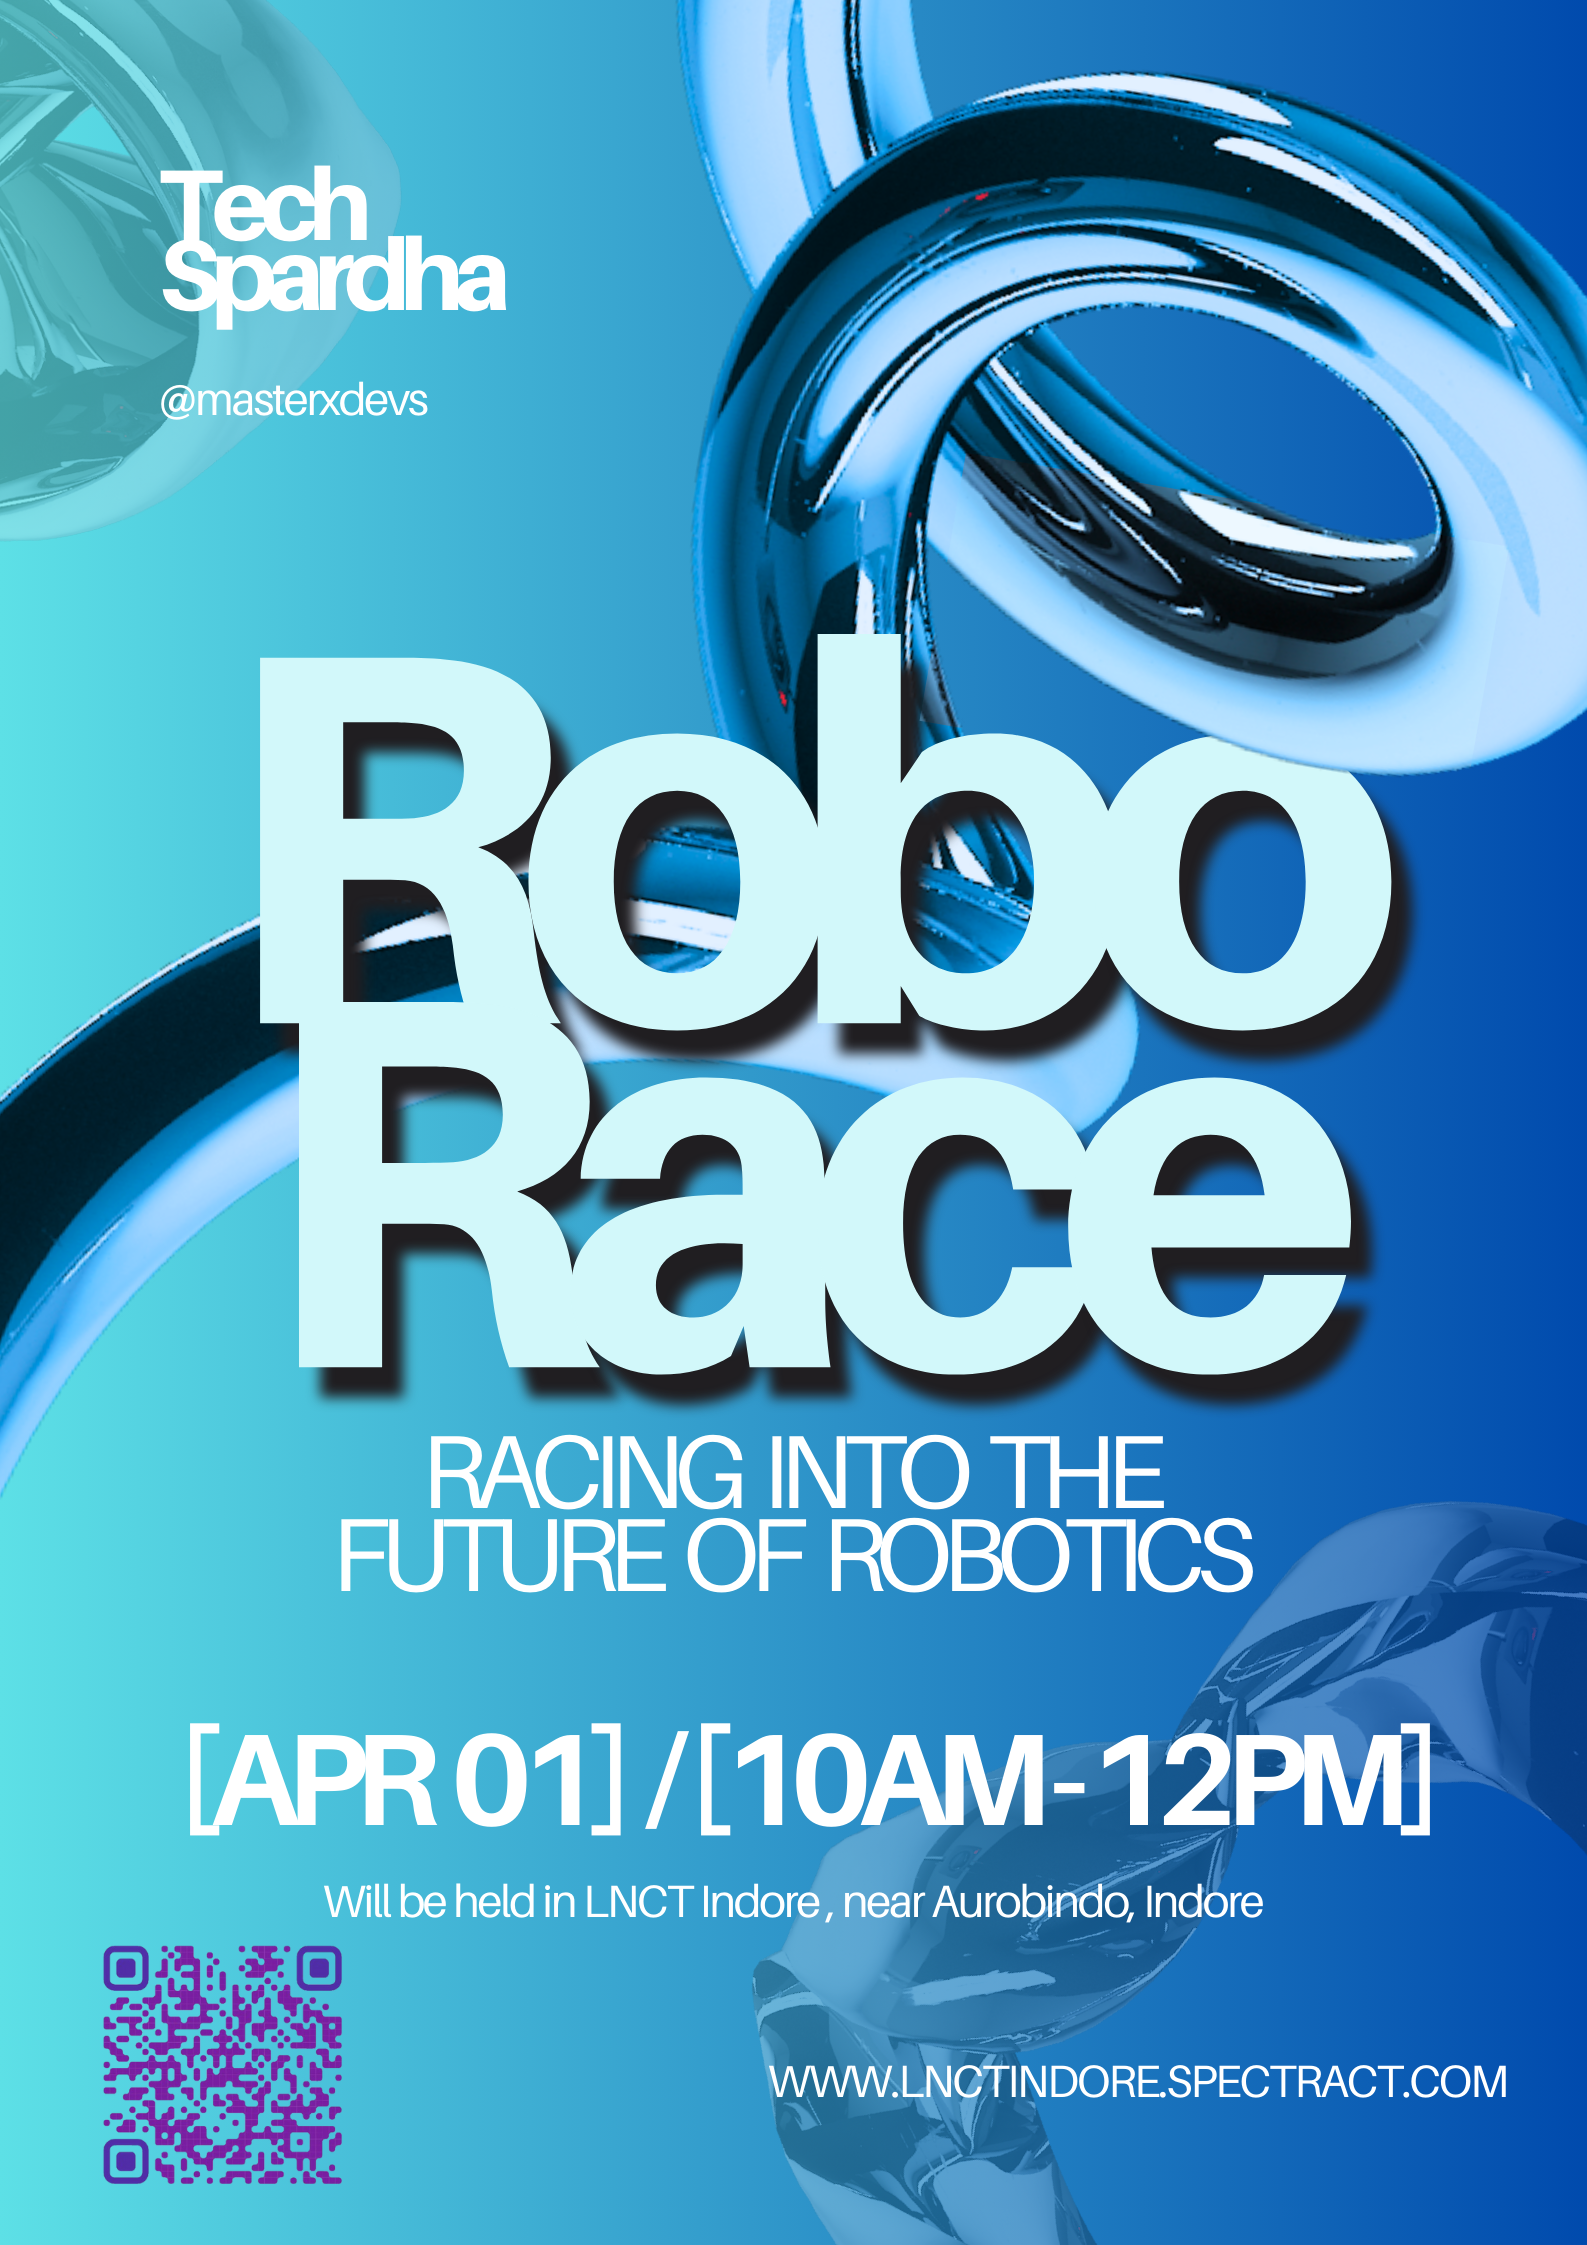 Tech
Spardha
@masterxdevs
Robo
Race
RACING INTO THE
FUTURE OF ROBOTICS
[APR 01] / [10AM - 12PM]
Will be held in LNCT Indore , near Aurobindo, Indore
WWW.LNCTINDORE.SPECTRACT.COM